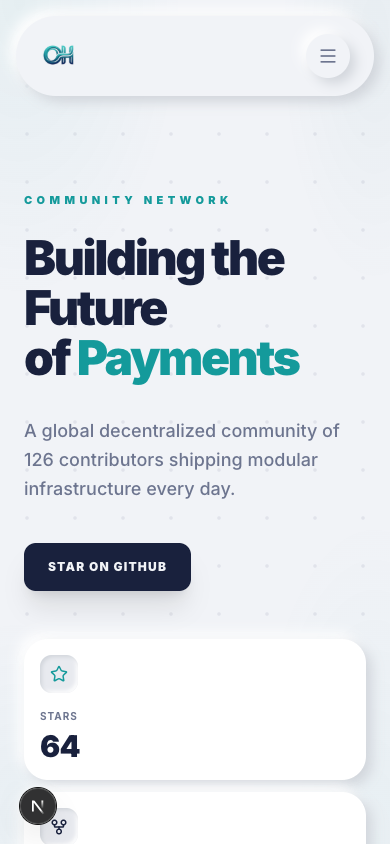 OH
COMMUNITY NETWORK
Building the
Future
of Payments
A global decentralized community of
126 contributors shipping modular
infrastructure every day.
STAR ON GITHUB
STARS
64
N